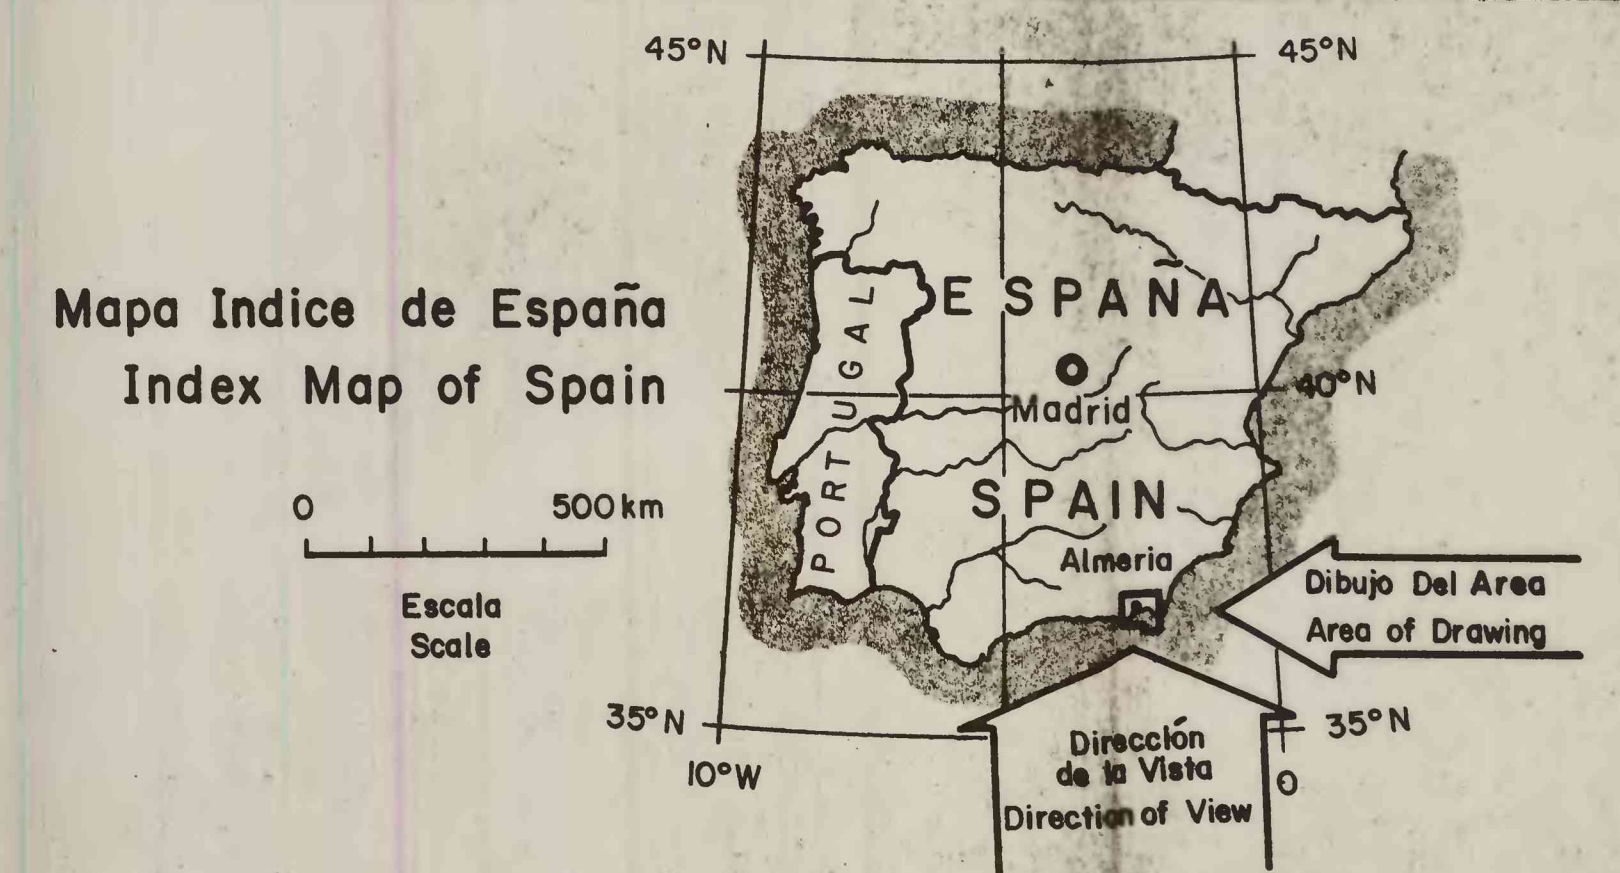 45°N
45°N
Mapa Indice de España
Index Map of Spain
0 500 km
Escala
Scale
ESPAÑA
PORTUGAL
Madrid
40°N
SPAIN
Almeria
Dibujo Del Area
Area of Drawing
35°N
35°N
10°W
0
Dirección
de la Vista
Direction of View